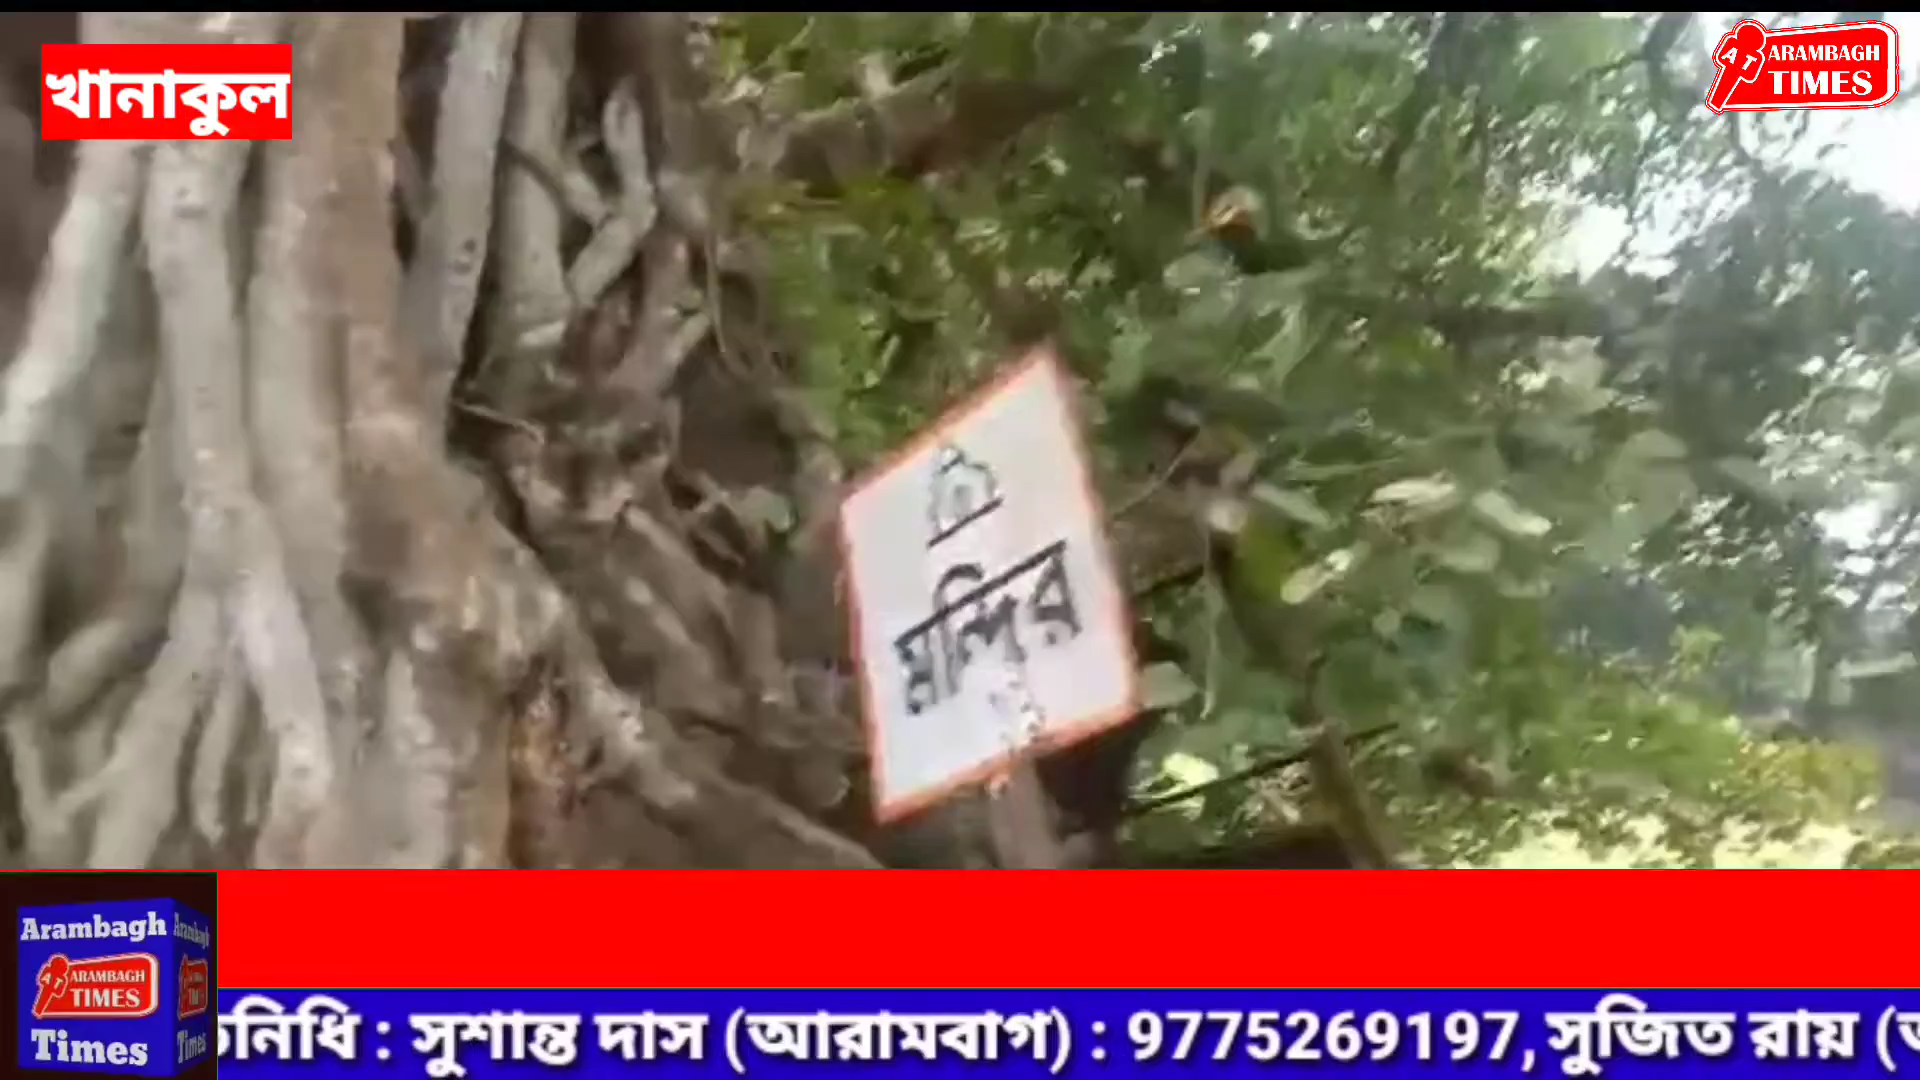 খানাকুল
ARAMBAGH
TIMES
মন্দির
Arambagh
ARAMBAGH
TIMES
Times
নিধি : সুশান্ত দাস (আরামবাগ) : 9775269197, সুজিত রায় (